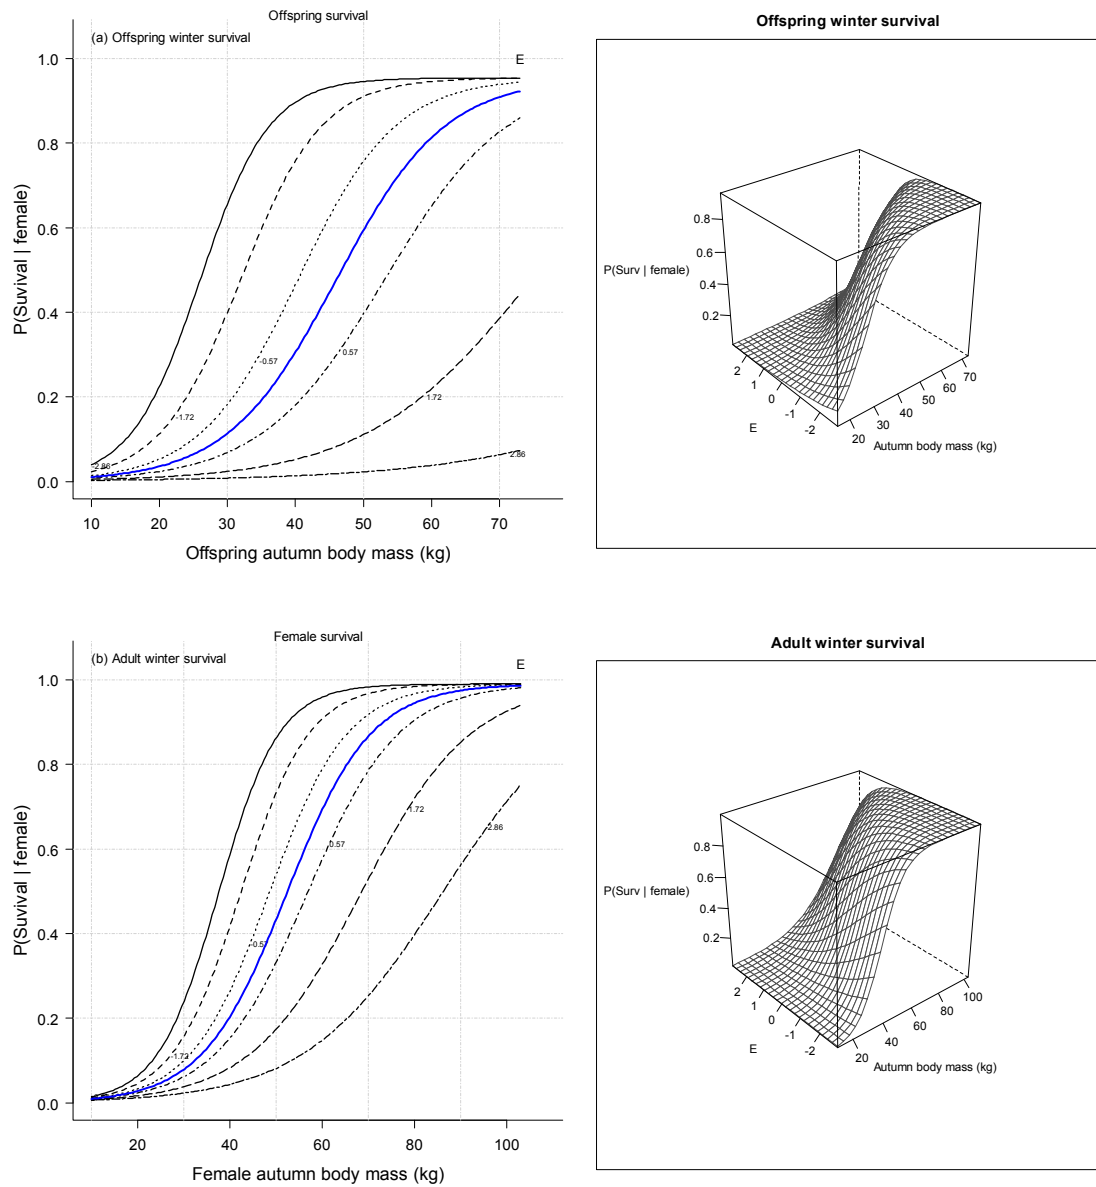 Offspring survival
(a) Offspring winter survival
E
1.0
0.8
0.6
0.4
0.2
0.0
P(Suvival | female)
-2.86
-1.72
-0.57
0.57
1.72
2.86
10 20 30 40 50 60 70
Offspring autumn body mass (kg)
Offspring winter survival
0.8
0.6
0.4
0.2
P(Surv | female)
2 1 0 -1 -2
E
20 30 40 50 60 70
Autumn body mass (kg)
Female survival
(b) Adult winter survival
E
1.0
0.8
0.6
0.4
0.2
0.0
P(Suvival | female)
-1.72
-0.57
0.57
1.72
2.86
20 40 60 80 100
Female autumn body mass (kg)
Adult winter survival
0.8
0.6
0.4
0.2
P(Surv | female)
2 1 0 -1 -2
E
20 40 60 80 100
Autumn body mass (kg)